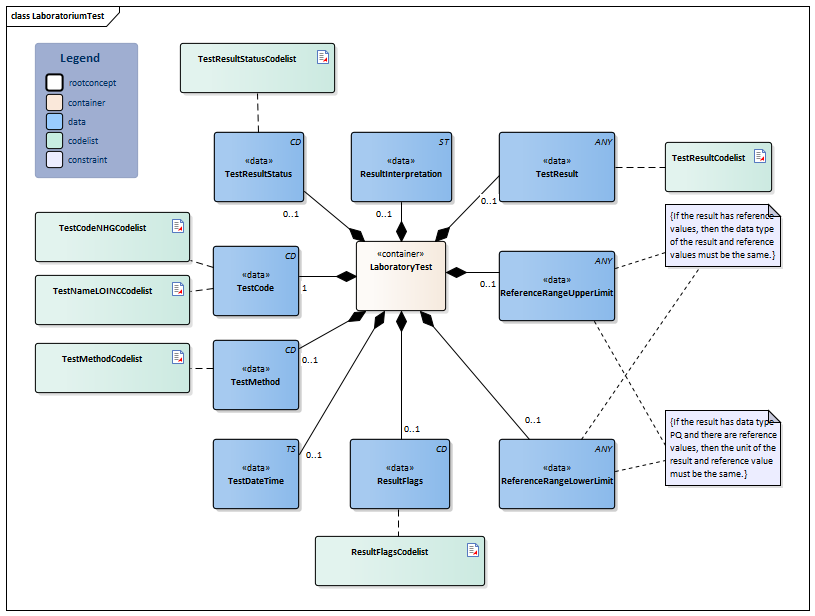 class LaboratoriumTest
Legend
rootconcept
container
data
codelist
constraint
TestResultStatusCodelist
CD
«data»
TestResultStatus
0..1
ST
«data»
ResultInterpretation
0..1
ANY
«data»
TestResult
0..1
TestResultCodelist
{If the result has reference
values, then the data type
of the result and reference
values must be the same.}
TestCodeNHGCodelist
TestNameLOINCCodelist
CD
«data»
TestCode
1
«container»
LaboratoryTest
ANY
«data»
ReferenceRangeUpperLimit
0..1
TestMethodCodelist
CD
«data»
TestMethod
0..1
TS
«data»
TestDateTime
0..1
CD
«data»
ResultFlags
0..1
ANY
«data»
ReferenceRangeLowerLimit
0..1
{If the result has data type
PQ and there are reference
values, then the unit of the
result and reference value
must be the same.}
ResultFlagsCodelist